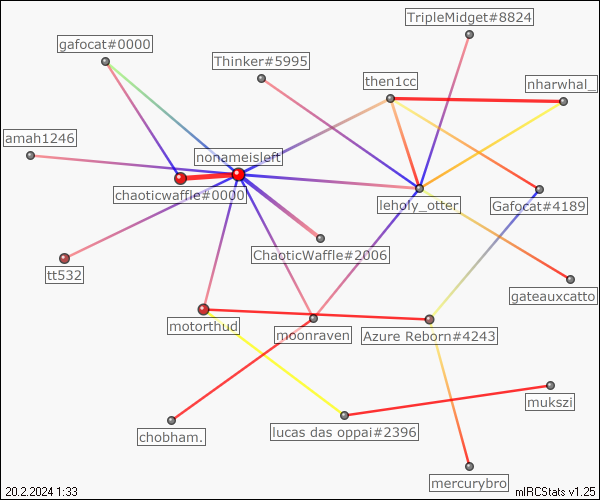 TripleMidget#8824
gafocat#0000
Thinker#5995
then1cc
nharwhal_
amah1246
nonameisleft
chaoticwaffle#0000
leholy_otter
Gafocat#4189
ChaoticWaffle#2006
tt532
gateauxcatto
motorthud
moonraven
Azure Reborn#4243
mukszi
chobham.
lucas das oppai#2396
mercurybro
20.2.2024 1:33
mIRCStats v1.25